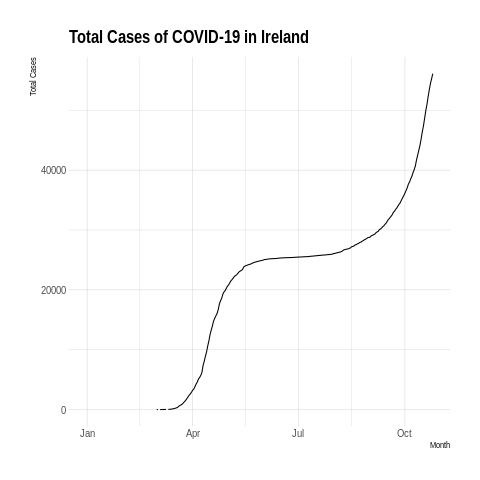 Total Cases of COVID-19 in Ireland
Total Cases
40000
20000
0
Jan Apr Jul Oct
Month